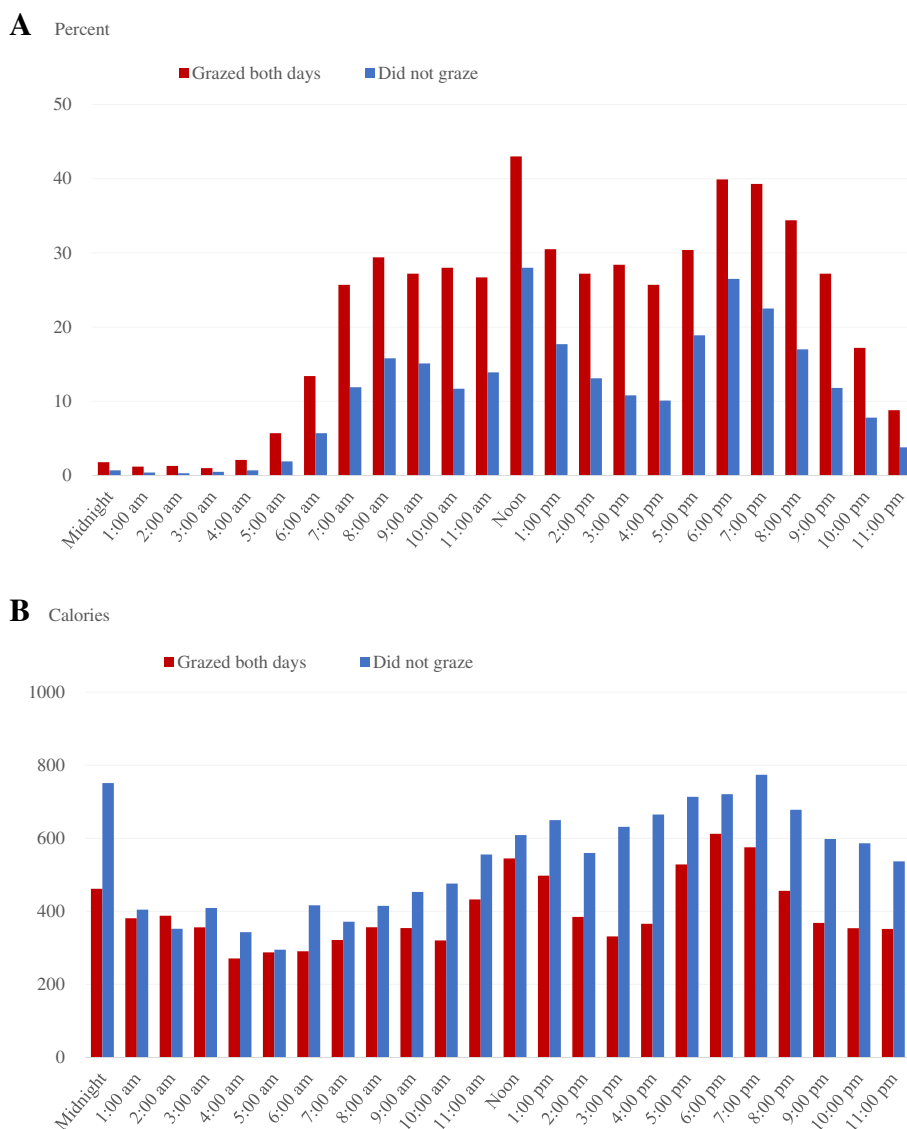 A Percent
Grazed both days Did not graze
50
40
30
20
10
0
Midnight 1:00 am 2:00 am 3:00 am 4:00 am 5:00 am 6:00 am 7:00 am 8:00 am 9:00 am 10:00 am 11:00 am Noon 1:00 pm 2:00 pm 3:00 pm 4:00 pm 5:00 pm 6:00 pm 7:00 pm 8:00 pm 9:00 pm 10:00 pm 11:00 pm
B Calories
Grazed both days Did not graze
1000
800
600
400
200
0
Midnight 1:00 am 2:00 am 3:00 am 4:00 am 5:00 am 6:00 am 7:00 am 8:00 am 9:00 am 10:00 am 11:00 am Noon 1:00 pm 2:00 pm 3:00 pm 4:00 pm 5:00 pm 6:00 pm 7:00 pm 8:00 pm 9:00 pm 10:00 pm 11:00 pm